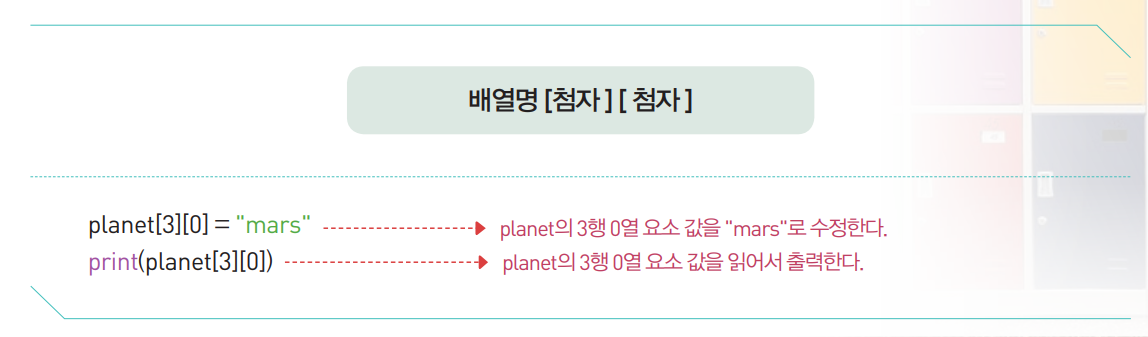 배열명 [첨자 ] [ 첨자 ]
planet[3][0] = "mars" planet의 3행 0열 요소 값을 "mars"로 수정한다.
print(planet[3][0]) planet의 3행 0열 요소 값을 읽어서 출력한다.